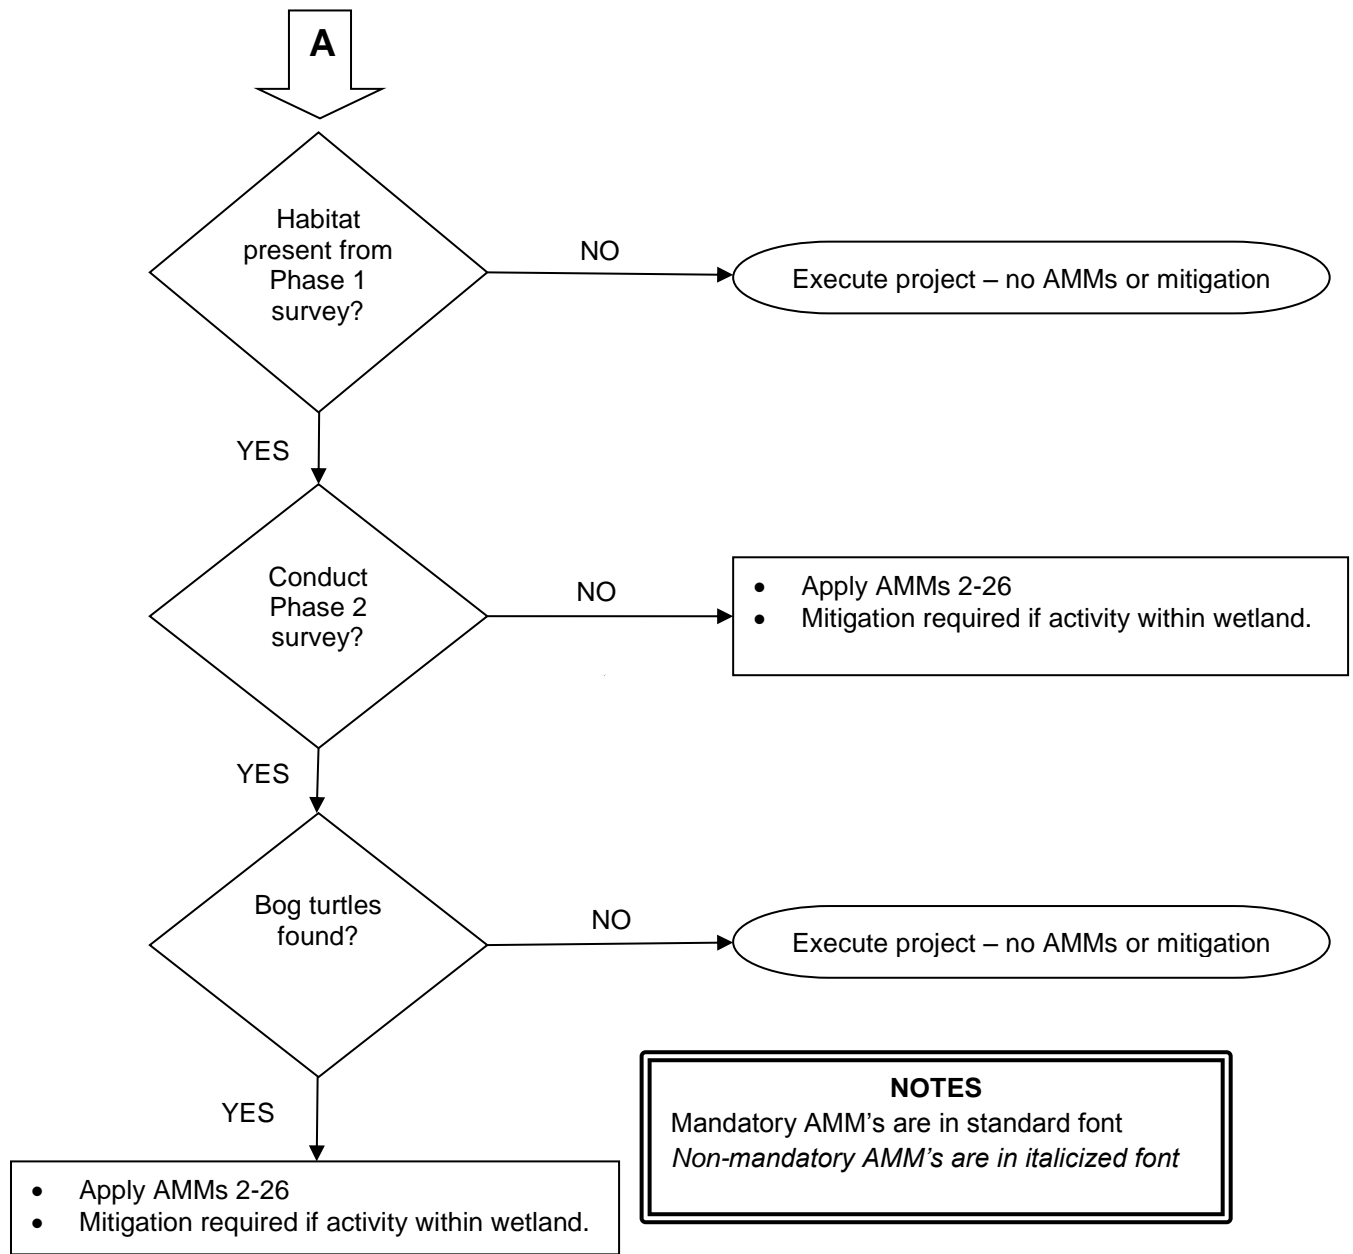 A
Habitat
present from
Phase 1
survey?
NO
Execute project – no AMMs or mitigation
YES
Conduct
Phase 2
survey?
NO
• Apply AMMs 2-26
• Mitigation required if activity within wetland.
YES
Bog turtles
found?
NO
Execute project – no AMMs or mitigation
YES
• Apply AMMs 2-26
• Mitigation required if activity within wetland.
NOTES
Mandatory AMM's are in standard font
Non-mandatory AMM's are in italicized font